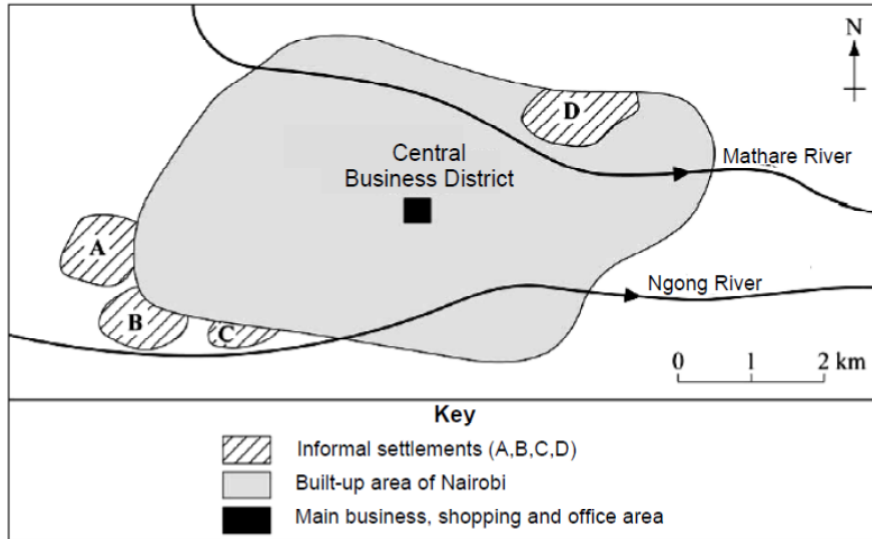 N
D
Mathare River
Central
Business District
A
Ngong River
B
C
0 1 2 km
Key
Informal settlements (A,B,C,D)
Built-up area of Nairobi
Main business, shopping and office area